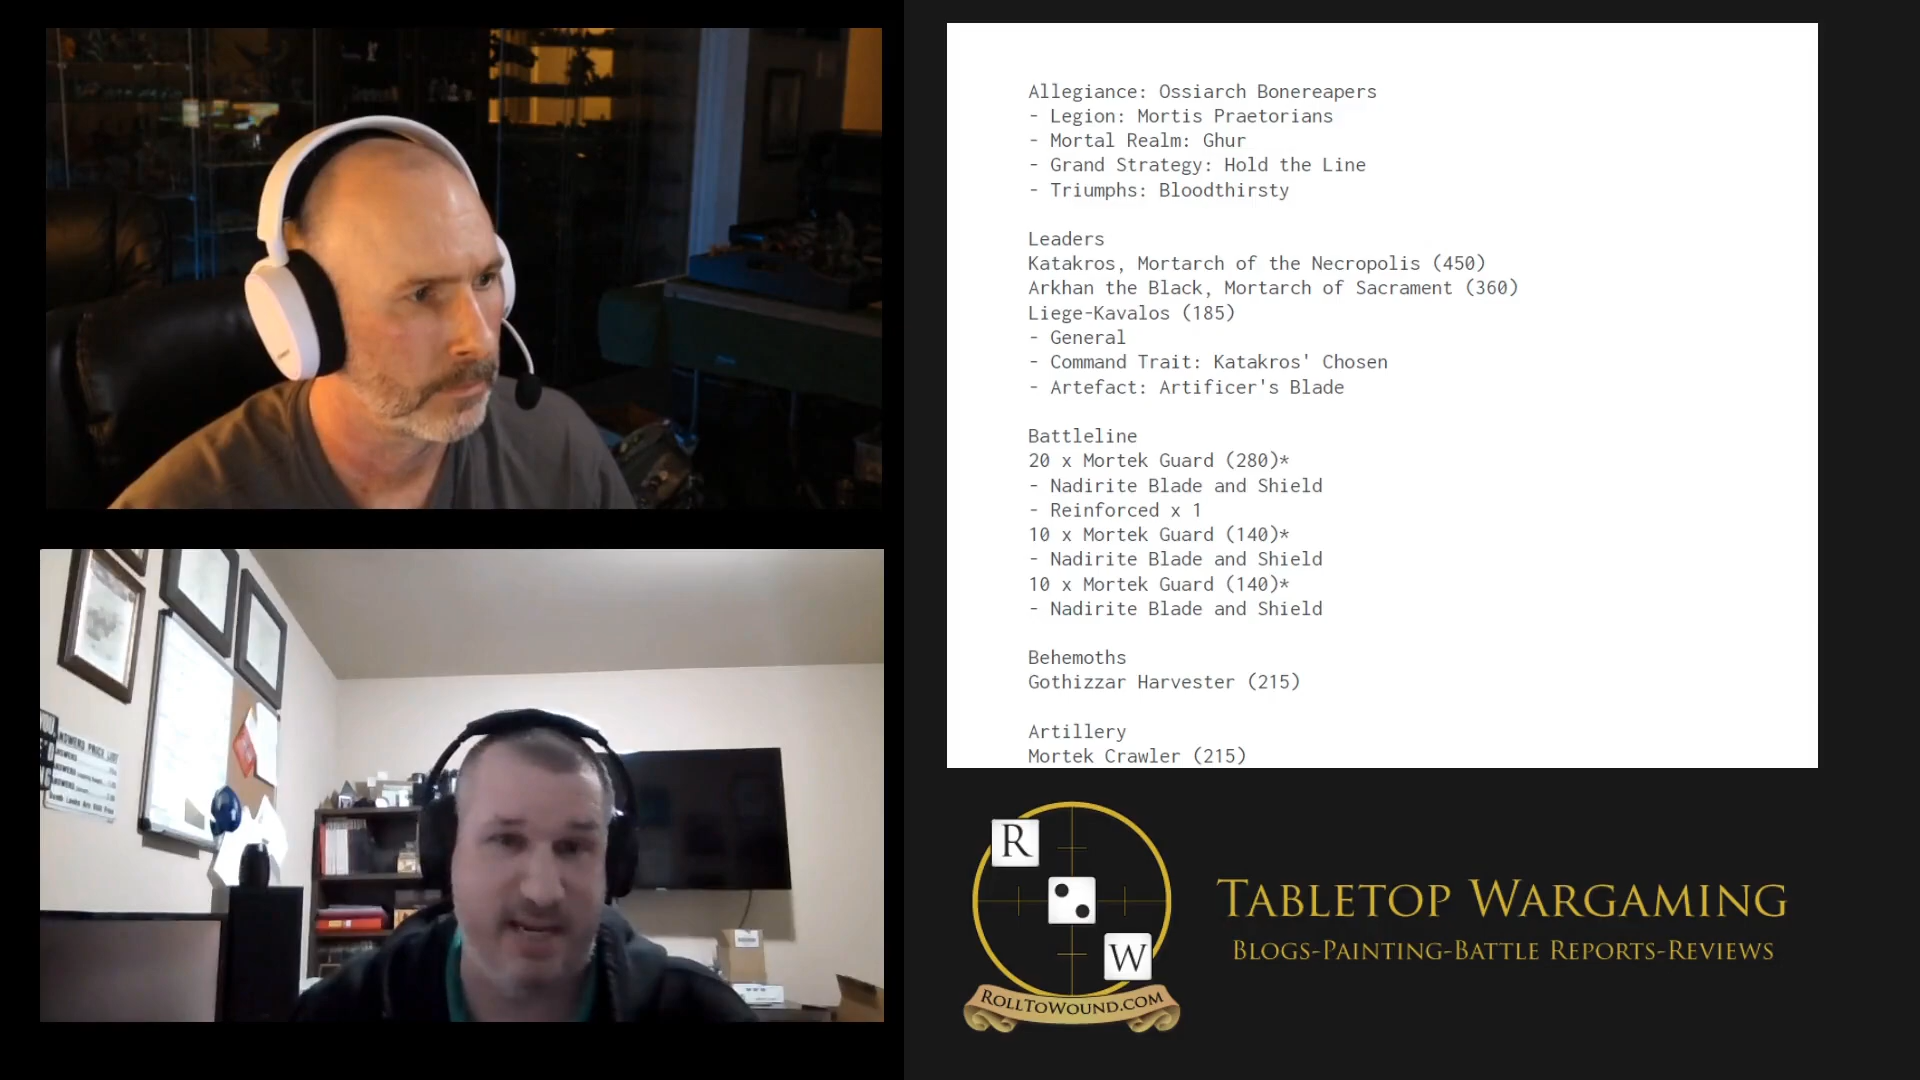 Allegiance: Ossiarch Bonereapers
- Legion: Mortis Praetorians
- Mortal Realm: Ghur
- Grand Strategy: Hold the Line
- Triumphs: Bloodthirsty
Leaders
Katakros, Mortarch of the Necropolis (450)
Arkhan the Black, Mortarch of Sacrament (360)
Liege-Kavalos (185)
- General
- Command Trait: Katakros' Chosen
- Artefact: Artificer's Blade
Battleline
20 x Mortek Guard (280)*
- Nadirite Blade and Shield
- Reinforced x 1
10 x Mortek Guard (140)*
- Nadirite Blade and Shield
10 x Mortek Guard (140)*
- Nadirite Blade and Shield
Behemoths
Gothizzar Harvester (215)
Artillery
Mortek Crawler (215)
R
W
RollToWound.com
Tabletop Wargaming
Blogs-Painting-Battle Reports-Reviews
ANSWERS PRICE LIST